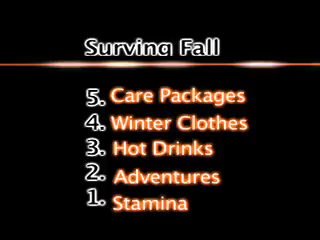 Surving Fall
5. Care Packages
4. Winter Clothes
3. Hot Drinks
2. Adventures
1. Stamina